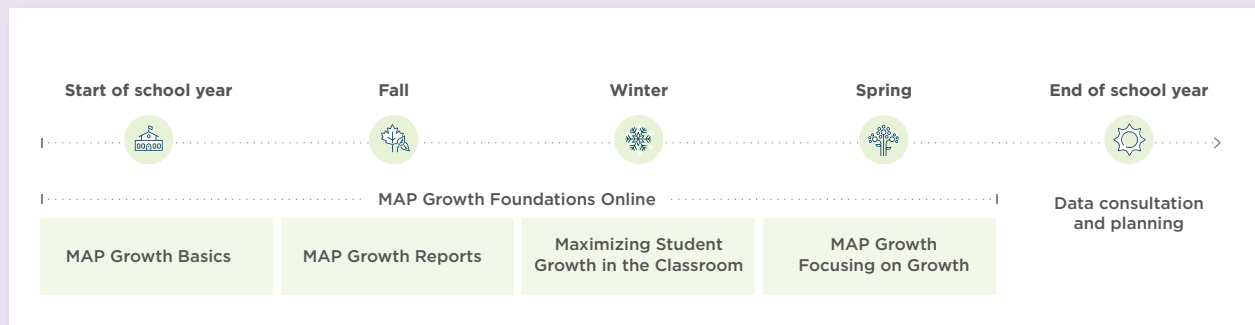 Start of school year
Fall
Winter
Spring
End of school year
MAP Growth Foundations Online
Data consultation
and planning
MAP Growth Basics
MAP Growth Reports
Maximizing Student
Growth in the Classroom
MAP Growth
Focusing on Growth